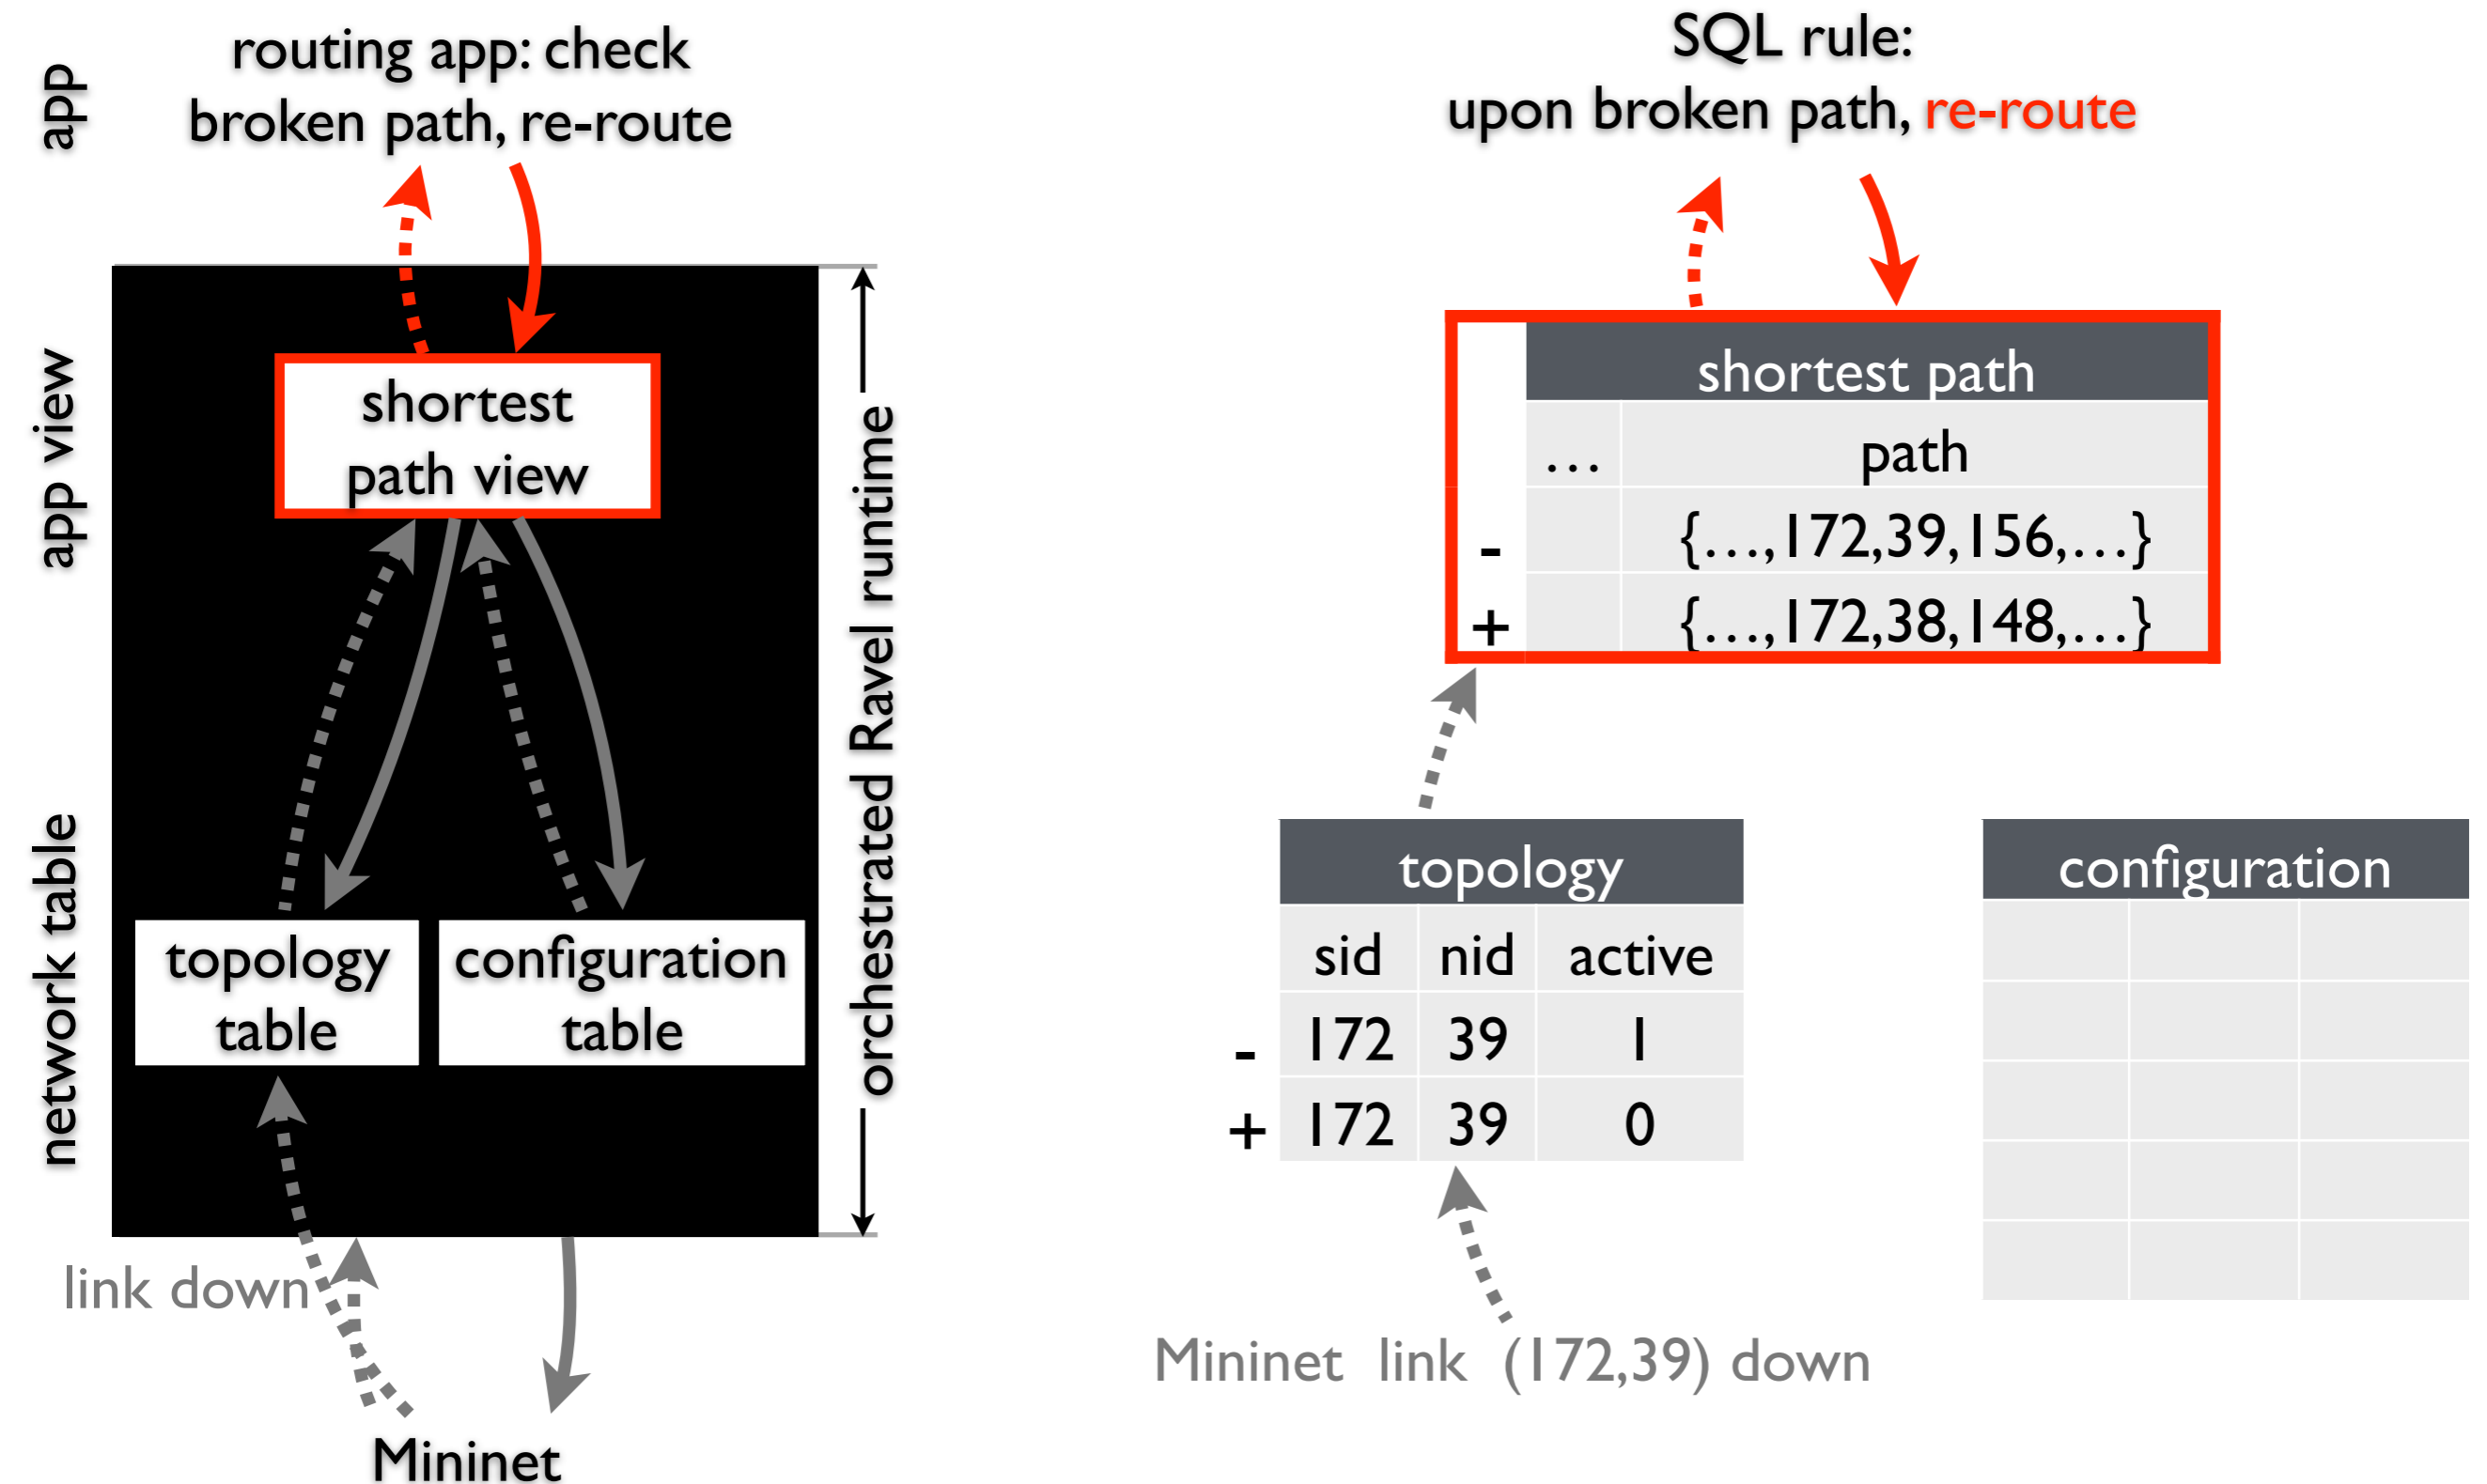 app
routing app: check
broken path, re-route
app view
shortest
path view
network table
topology
table
configuration
table
orchestrated Ravel runtime
link down
Mininet
SQL rule:
upon broken path, re-route
shortest path
… path
- {…,172,39,156,…}
+ {…,172,38,148,…}
topology
sid nid active
- 172 39 1
+ 172 39 0
configuration
Mininet link (172,39) down